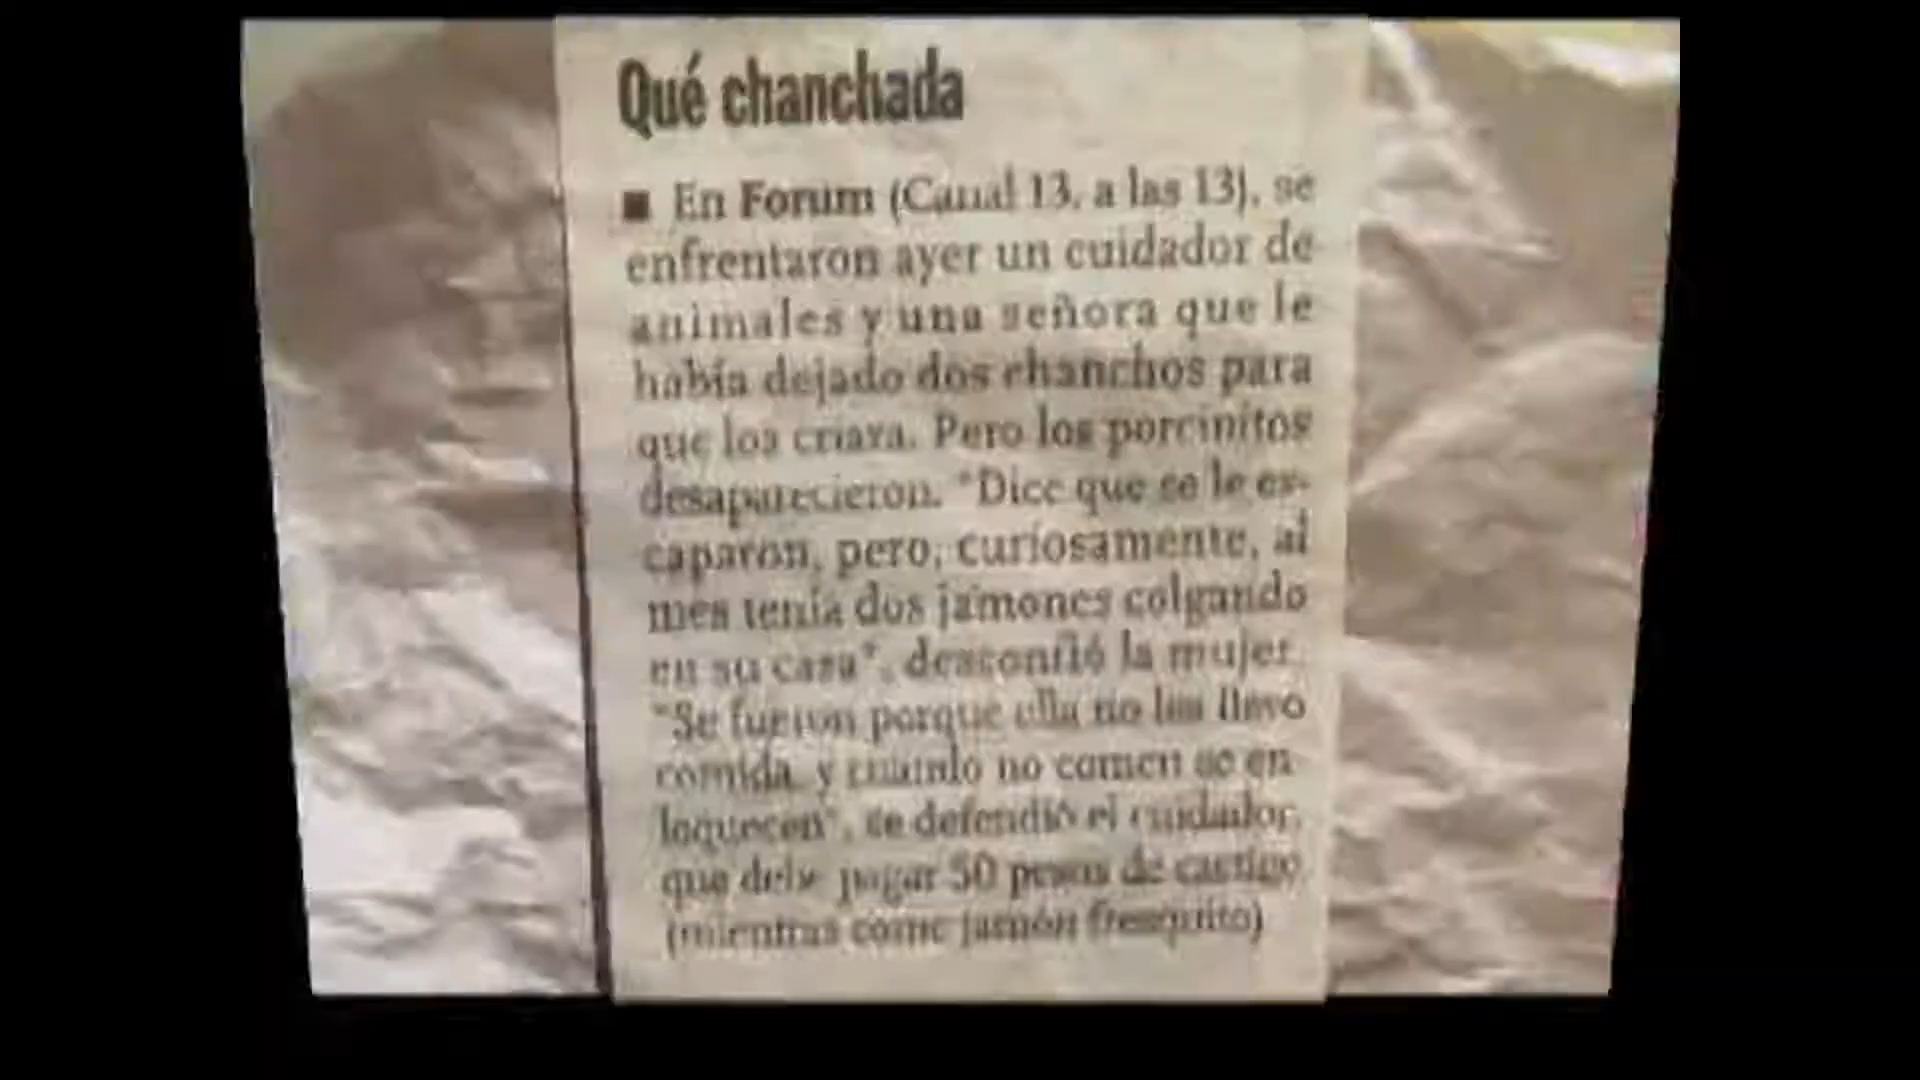 Qué chanchada
■ En Forum (Canal 13, a las 13), se
enfrentaron ayer un cuidador de
animales y una señora que le
había dejado dos chanchos para
que los criara. Pero los porcinitos
desaparecieron. "Dice que se le es-
caparon, pero, curiosamente, al
mes tenía dos jamones colgando
en su casa", desconfió la mujer.
"Se fueron porque ella no les llevó
comida, y cuando no comen se en-
loquecen", se defendió el cuidador,
que debe pagar 50 pesos de castigo
(mientras come jamón fresquito)